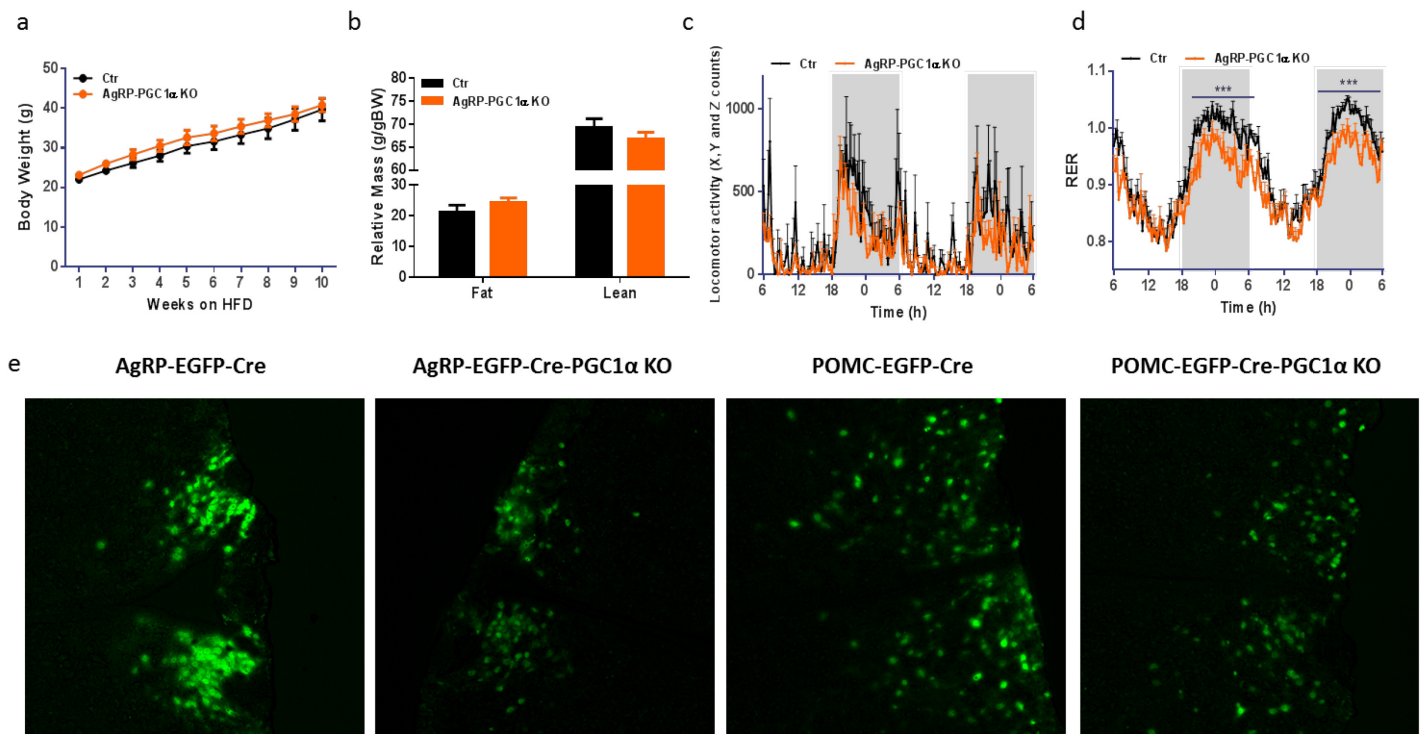 a
b
c
d
Ctr
AgRP-PGC1α KO
Body Weight (g)
50
40
30
20
10
0
1 2 3 4 5 6 7 8 9 10
Weeks on HFD
Ctr
AgRP-PGC1α KO
Relative Mass (g/gBW)
80
75
70
65
60
30
20
10
0
Fat Lean
Ctr AgRP-PGC1α KO
Locomotor activity (X,Y and Z counts)
1000
500
0
6 12 18 0 6 12 18 0 6
Time (h)
Ctr AgRP-PGC1α KO
RER
1.1
1.0
0.9
0.8
*** ***
6 12 18 0 6 12 18 0 6
Time (h)
e
AgRP-EGFP-Cre
AgRP-EGFP-Cre-PGC1α KO
POMC-EGFP-Cre
POMC-EGFP-Cre-PGC1α KO